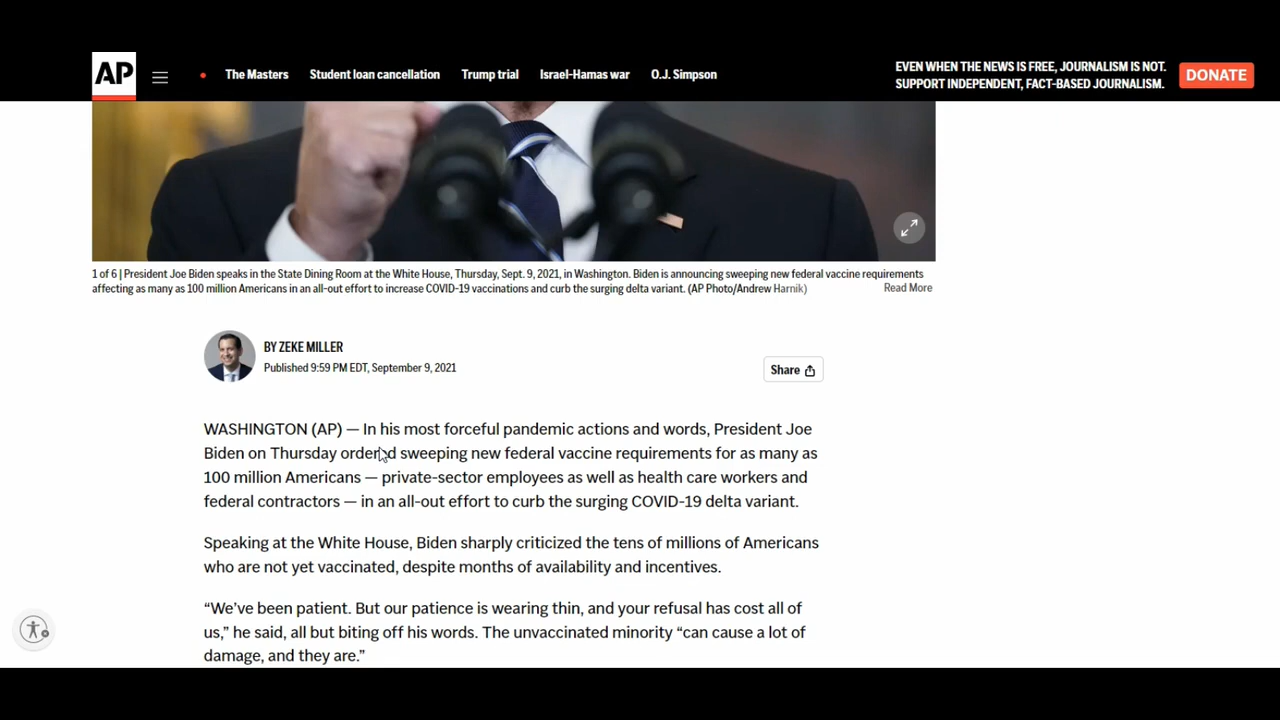 AP
The Masters
Student loan cancellation
Trump trial
Israel-Hamas war
O.J. Simpson
EVEN WHEN THE NEWS IS FREE, JOURNALISM IS NOT.
SUPPORT INDEPENDENT, FACT-BASED JOURNALISM.
DONATE
1 of 6 | President Joe Biden speaks in the State Dining Room at the White House, Thursday, Sept. 9, 2021, in Washington. Biden is announcing sweeping new federal vaccine requirements
affecting as many as 100 million Americans in an all-out effort to increase COVID-19 vaccinations and curb the surging delta variant. (AP Photo/Andrew Harnik)
Read More
BY ZEKE MILLER
Published 9:59 PM EDT, September 9, 2021
Share
WASHINGTON (AP) — In his most forceful pandemic actions and words, President Joe
Biden on Thursday ordered sweeping new federal vaccine requirements for as many as
100 million Americans — private-sector employees as well as health care workers and
federal contractors — in an all-out effort to curb the surging COVID-19 delta variant.
Speaking at the White House, Biden sharply criticized the tens of millions of Americans
who are not yet vaccinated, despite months of availability and incentives.
“We’ve been patient. But our patience is wearing thin, and your refusal has cost all of
us,” he said, all but biting off his words. The unvaccinated minority “can cause a lot of
damage, and they are.”